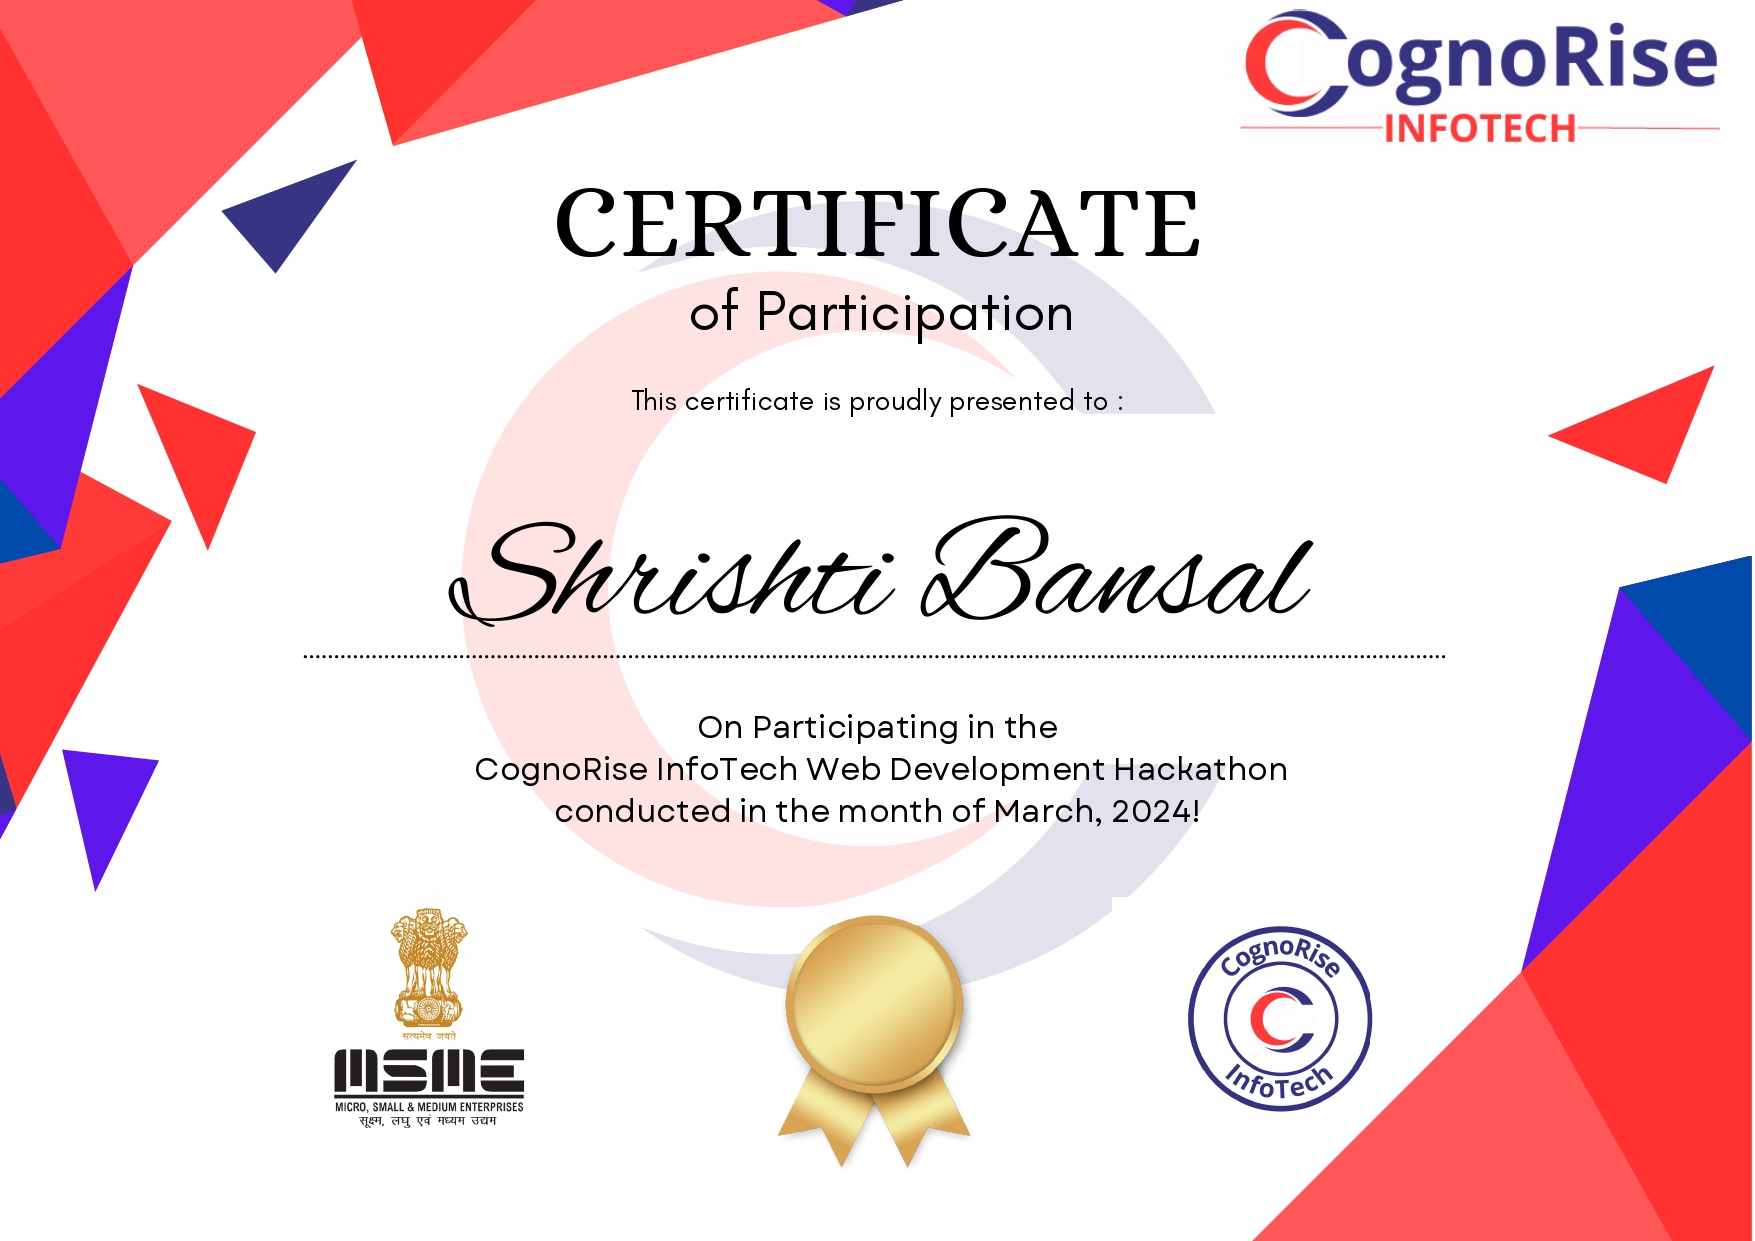 CognoRise
INFOTECH
CERTIFICATE
of Participation
This certificate is proudly presented to :
Shrishti Bansal
On Participating in the
CognoRise InfoTech Web Development Hackathon
conducted in the month of March, 2024!
सत्यमेव जयते
MSME
MICRO, SMALL & MEDIUM ENTERPRISES
सूक्ष्म, लघु एवं मध्यम उद्यम
CognoRise
InfoTech